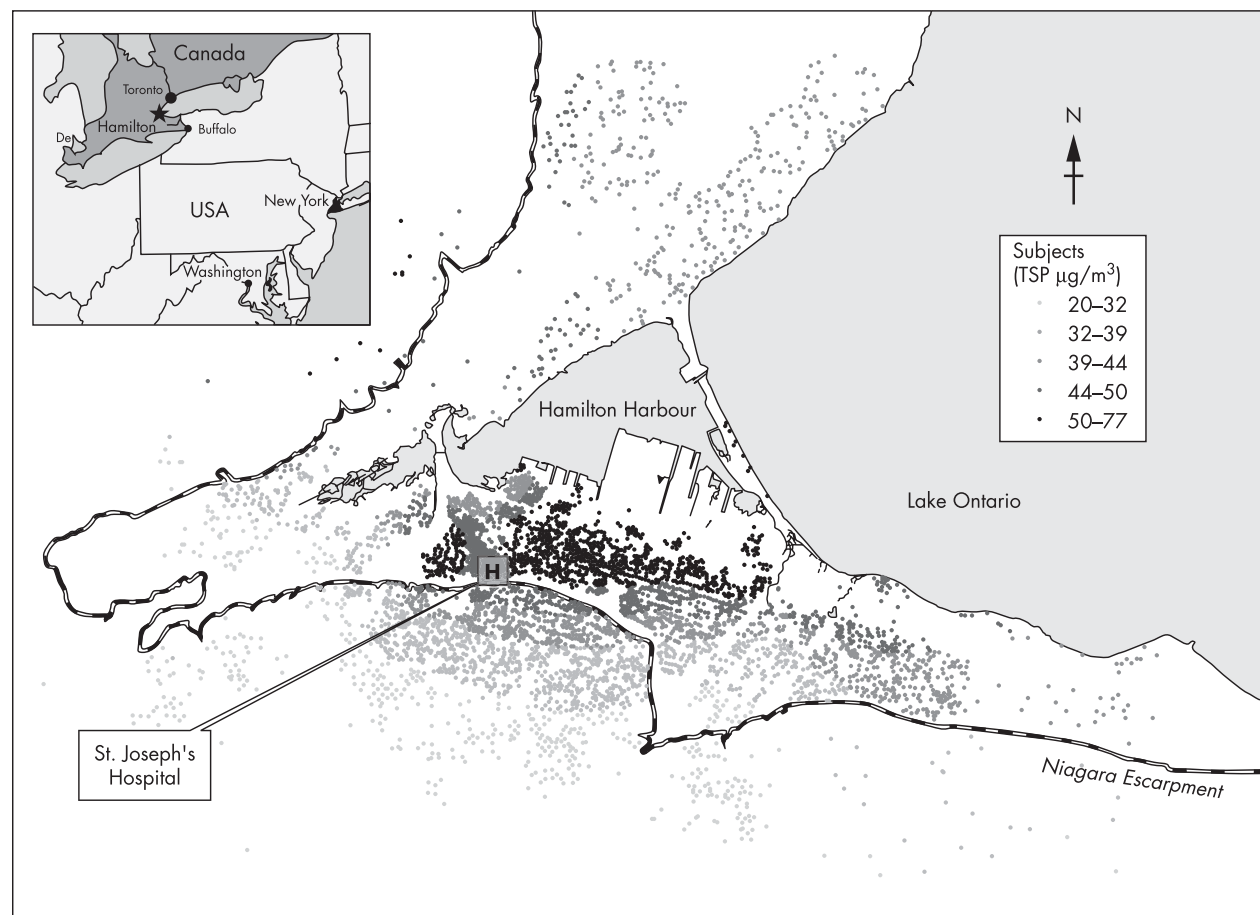 Canada
Toronto
Hamilton
De
Buffalo
USA
New York
Washington
N
Subjects
(TSP μg/m³)
20–32
32–39
39–44
44–50
50–77
Hamilton Harbour
Lake Ontario
H
St. Joseph's
Hospital
Niagara Escarpment